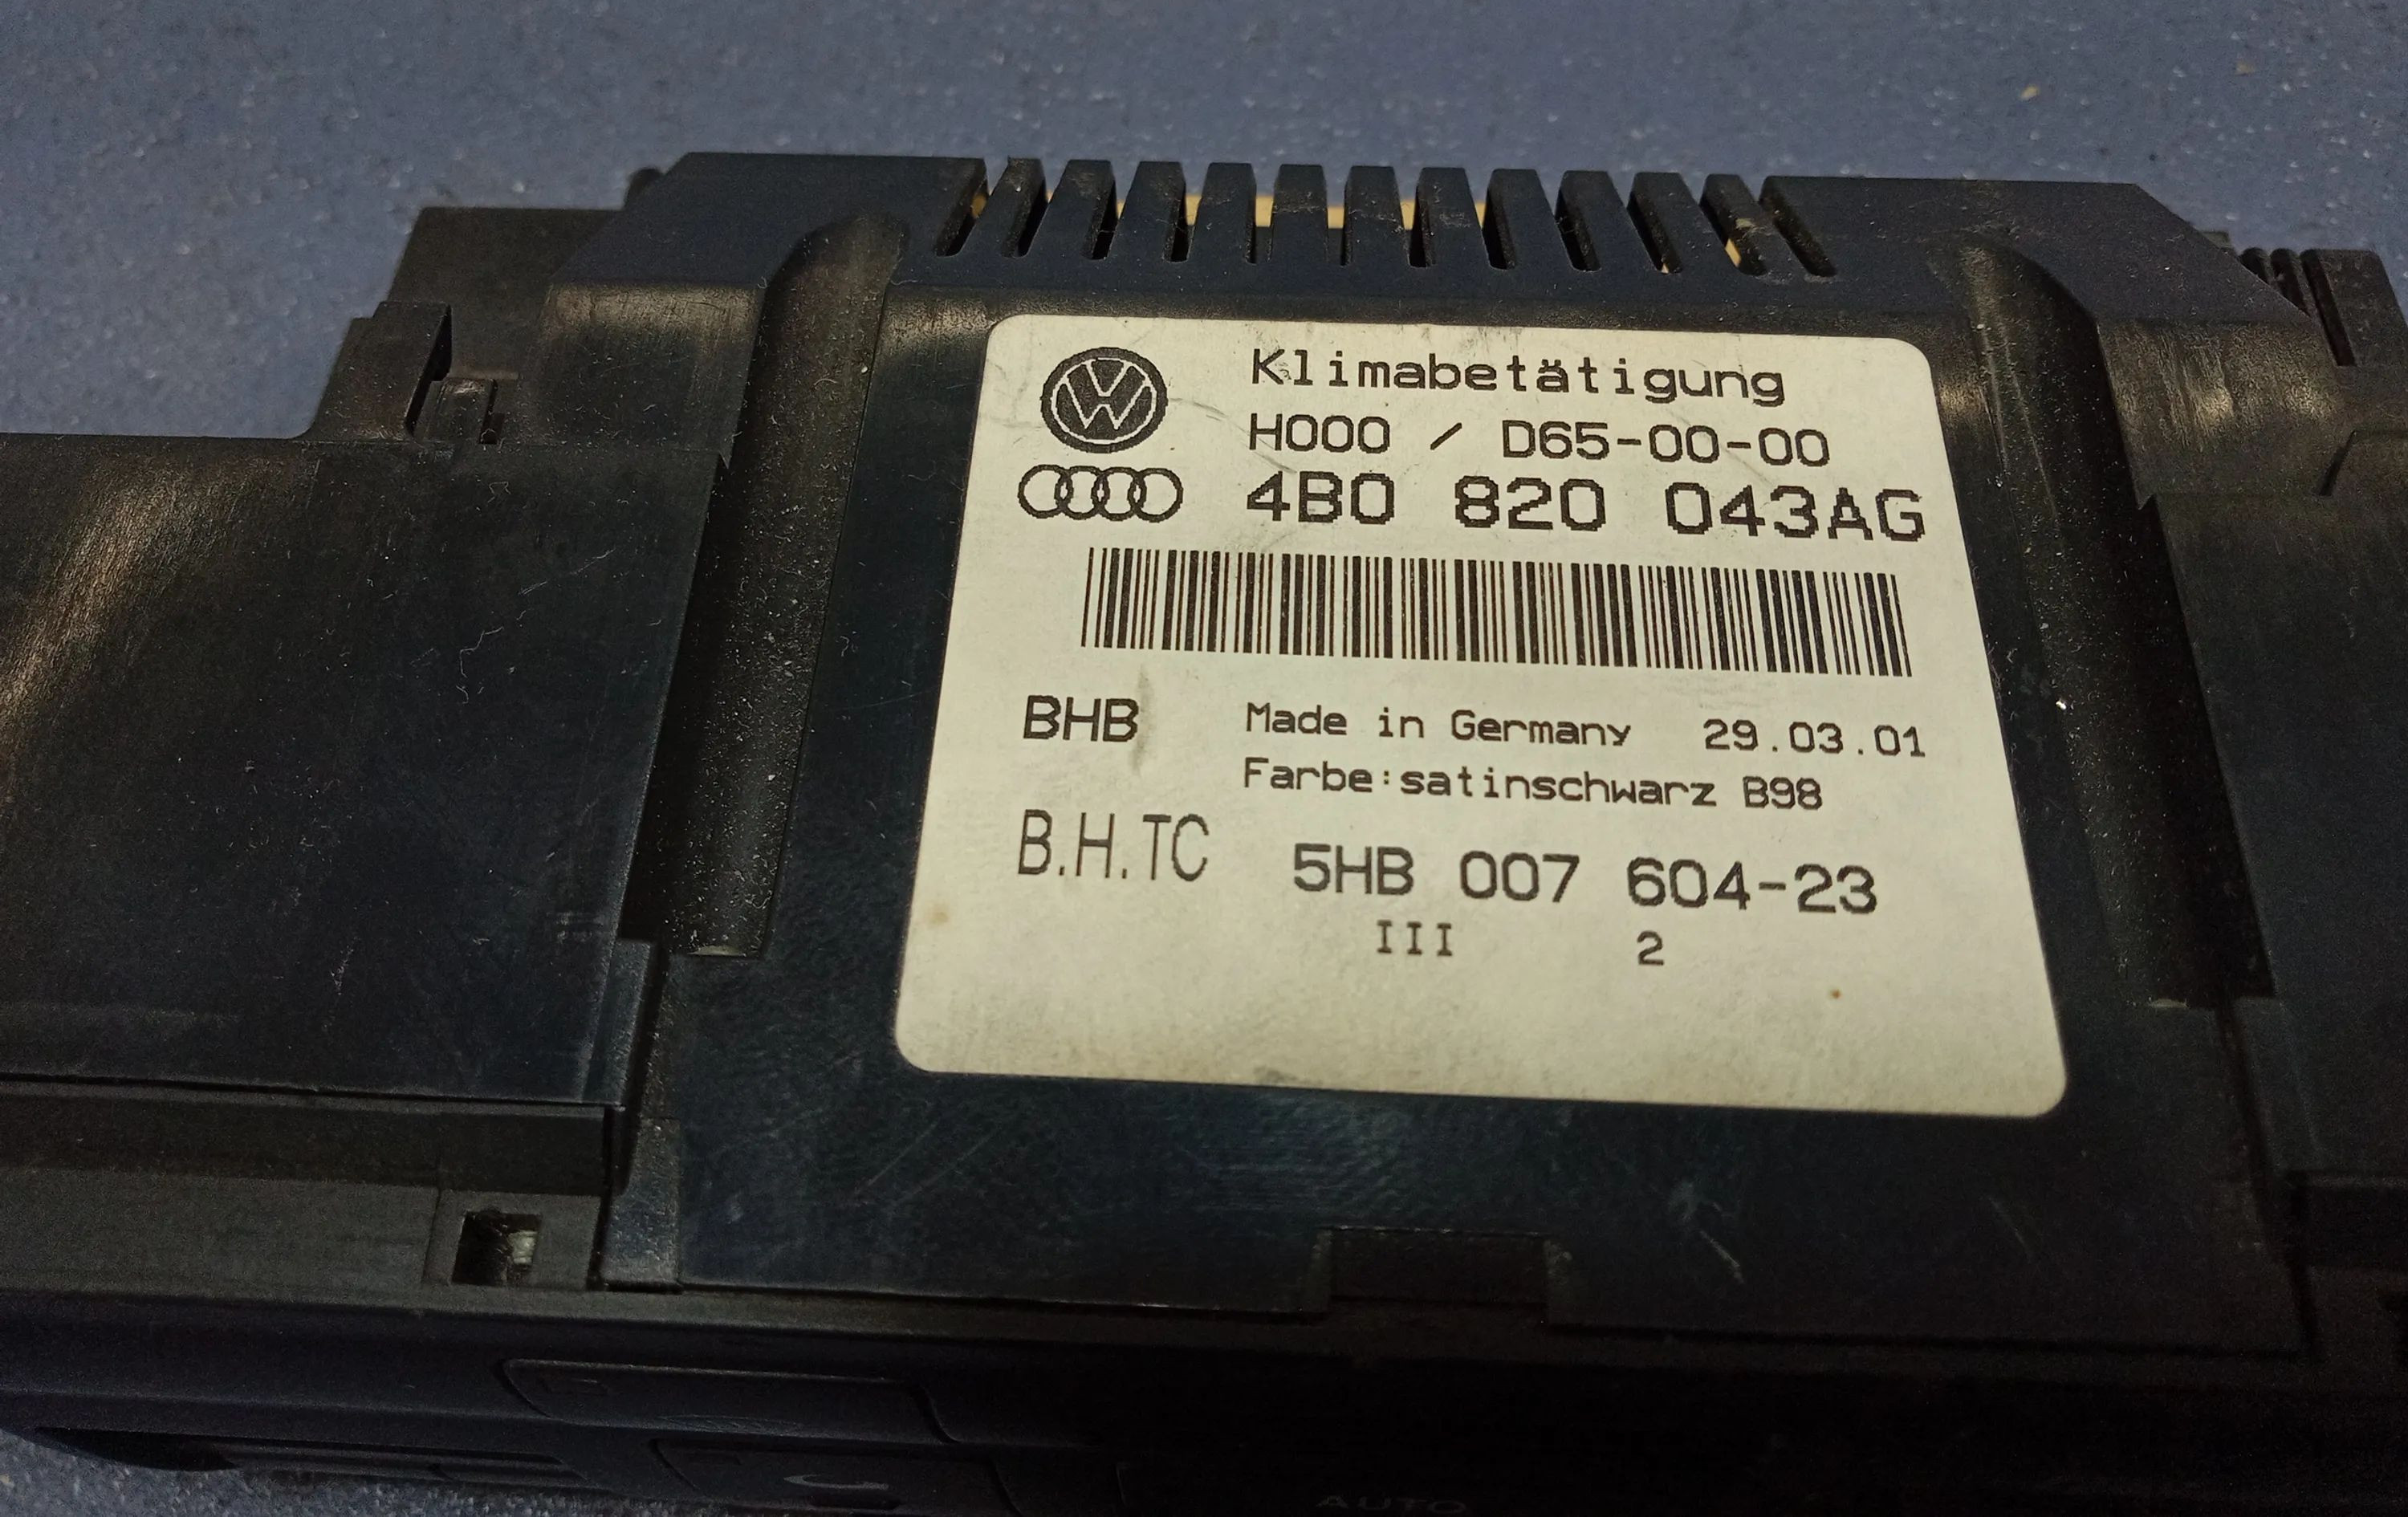 Klimabetätigung
H000 / D65-00-00
4B0 820 043AG
BHB Made in Germany 29.03.01
Farbe:satinschwarz B98
B.H.TC 5HB 007 604-23
III 2
AUTO